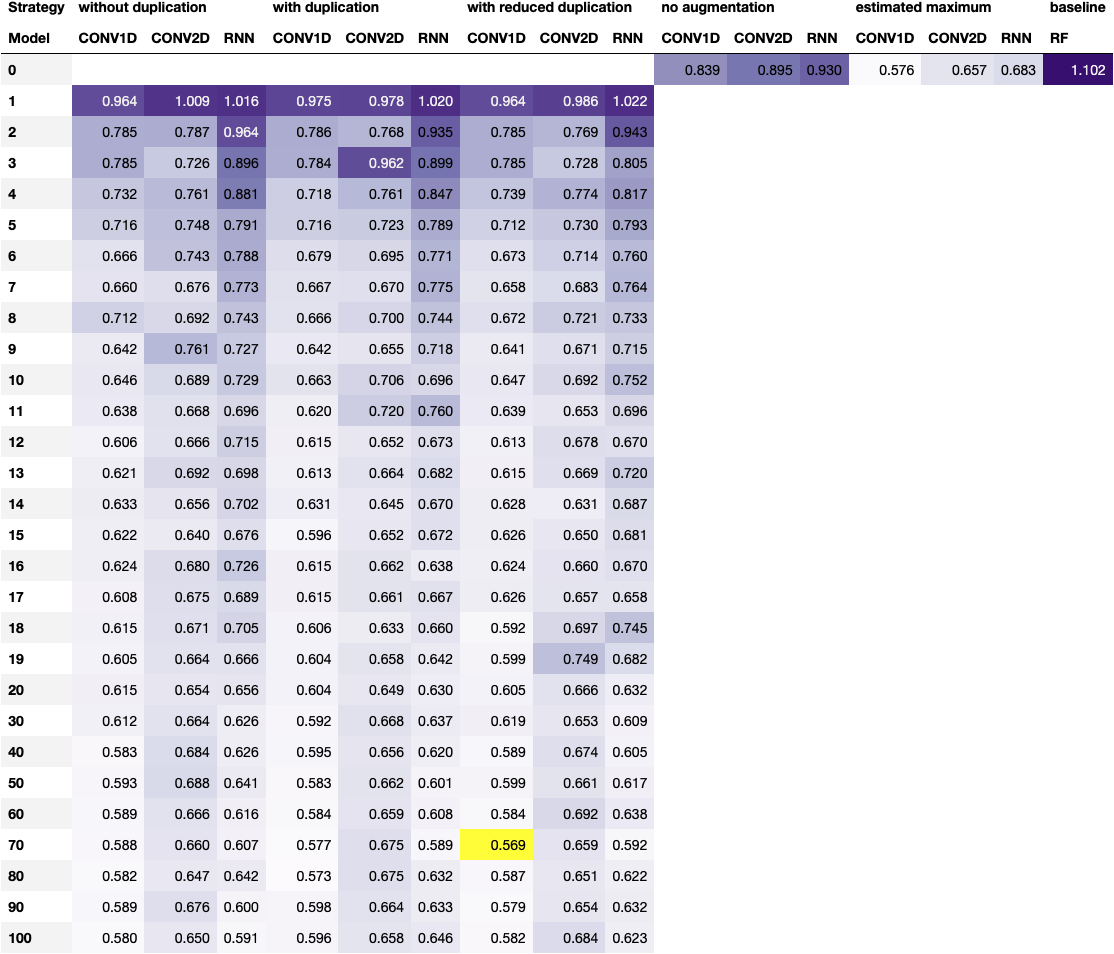 Strategy without duplication with duplication with reduced duplication no augmentation estimated maximum baseline
Model CONV1D CONV2D RNN CONV1D CONV2D RNN CONV1D CONV2D RNN CONV1D CONV2D RNN CONV1D CONV2D RNN RF
0 0.839 0.895 0.930 0.576 0.657 0.683 1.102
1 0.964 1.009 1.016 0.975 0.978 1.020 0.964 0.986 1.022
2 0.785 0.787 0.964 0.786 0.768 0.935 0.785 0.769 0.943
3 0.785 0.726 0.896 0.784 0.962 0.899 0.785 0.728 0.805
4 0.732 0.761 0.881 0.718 0.761 0.847 0.739 0.774 0.817
5 0.716 0.748 0.791 0.716 0.723 0.789 0.712 0.730 0.793
6 0.666 0.743 0.788 0.679 0.695 0.771 0.673 0.714 0.760
7 0.660 0.676 0.773 0.667 0.670 0.775 0.658 0.683 0.764
8 0.712 0.692 0.743 0.666 0.700 0.744 0.672 0.721 0.733
9 0.642 0.761 0.727 0.642 0.655 0.718 0.641 0.671 0.715
10 0.646 0.689 0.729 0.663 0.706 0.696 0.647 0.692 0.752
11 0.638 0.668 0.696 0.620 0.720 0.760 0.639 0.653 0.696
12 0.606 0.666 0.715 0.615 0.652 0.673 0.613 0.678 0.670
13 0.621 0.692 0.698 0.613 0.664 0.682 0.615 0.669 0.720
14 0.633 0.656 0.702 0.631 0.645 0.670 0.628 0.631 0.687
15 0.622 0.640 0.676 0.596 0.652 0.672 0.626 0.650 0.681
16 0.624 0.680 0.726 0.615 0.662 0.638 0.624 0.660 0.670
17 0.608 0.675 0.689 0.615 0.661 0.667 0.626 0.657 0.658
18 0.615 0.671 0.705 0.606 0.633 0.660 0.592 0.697 0.745
19 0.605 0.664 0.666 0.604 0.658 0.642 0.599 0.749 0.682
20 0.615 0.654 0.656 0.604 0.649 0.630 0.605 0.666 0.632
30 0.612 0.664 0.626 0.592 0.668 0.637 0.619 0.653 0.609
40 0.583 0.684 0.626 0.595 0.656 0.620 0.589 0.674 0.605
50 0.593 0.688 0.641 0.583 0.662 0.601 0.599 0.661 0.617
60 0.589 0.666 0.616 0.584 0.659 0.608 0.584 0.692 0.638
70 0.588 0.660 0.607 0.577 0.675 0.589 0.569 0.659 0.592
80 0.582 0.647 0.642 0.573 0.675 0.632 0.587 0.651 0.622
90 0.589 0.676 0.600 0.598 0.664 0.633 0.579 0.654 0.632
100 0.580 0.650 0.591 0.596 0.658 0.646 0.582 0.684 0.623